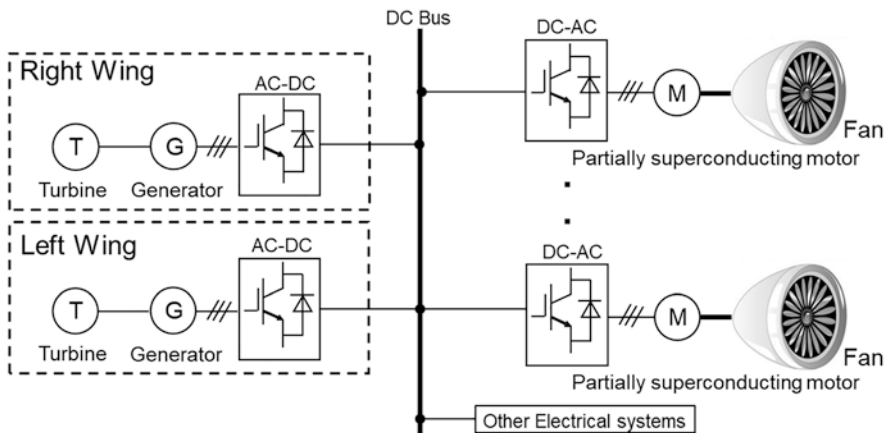 DC Bus
DC-AC
Right Wing
AC-DC
T
G
M
Fan
Turbine
Generator
Partially superconducting motor
Left Wing
AC-DC
DC-AC
T
G
M
Turbine
Generator
Fan
Partially superconducting motor
Other Electrical systems